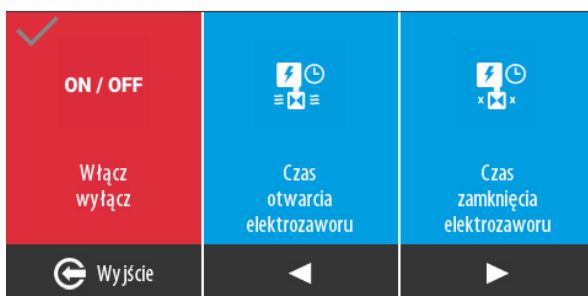 ON / OFF
Włącz
wyłącz
Czas
otwarcia
elektrozaworu
Czas
zamknięcia
elektrozaworu
Wyjście